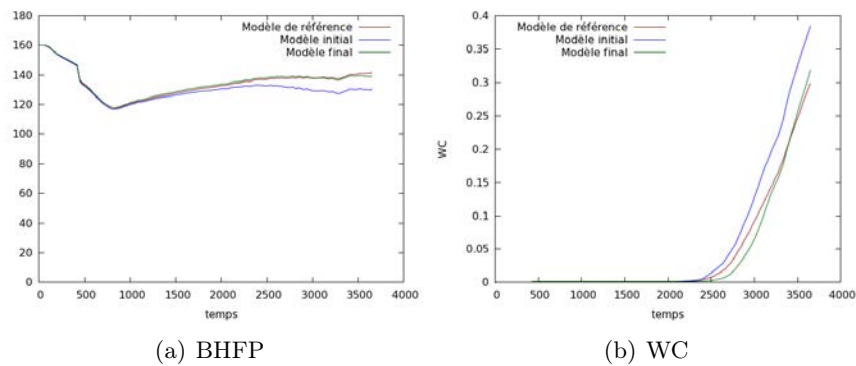 180
160
140
120
100
80
60
40
20
0
Modèle de référence
Modèle initial
Modèle final
0 500 1000 1500 2000 2500 3000 3500 4000
temps
(a) BHFP
WC
0.4
0.35
0.3
0.25
0.2
0.15
0.1
0.05
0
Modèle de référence
Modèle initial
Modèle final
0 500 1000 1500 2000 2500 3000 3500 4000
temps
(b) WC